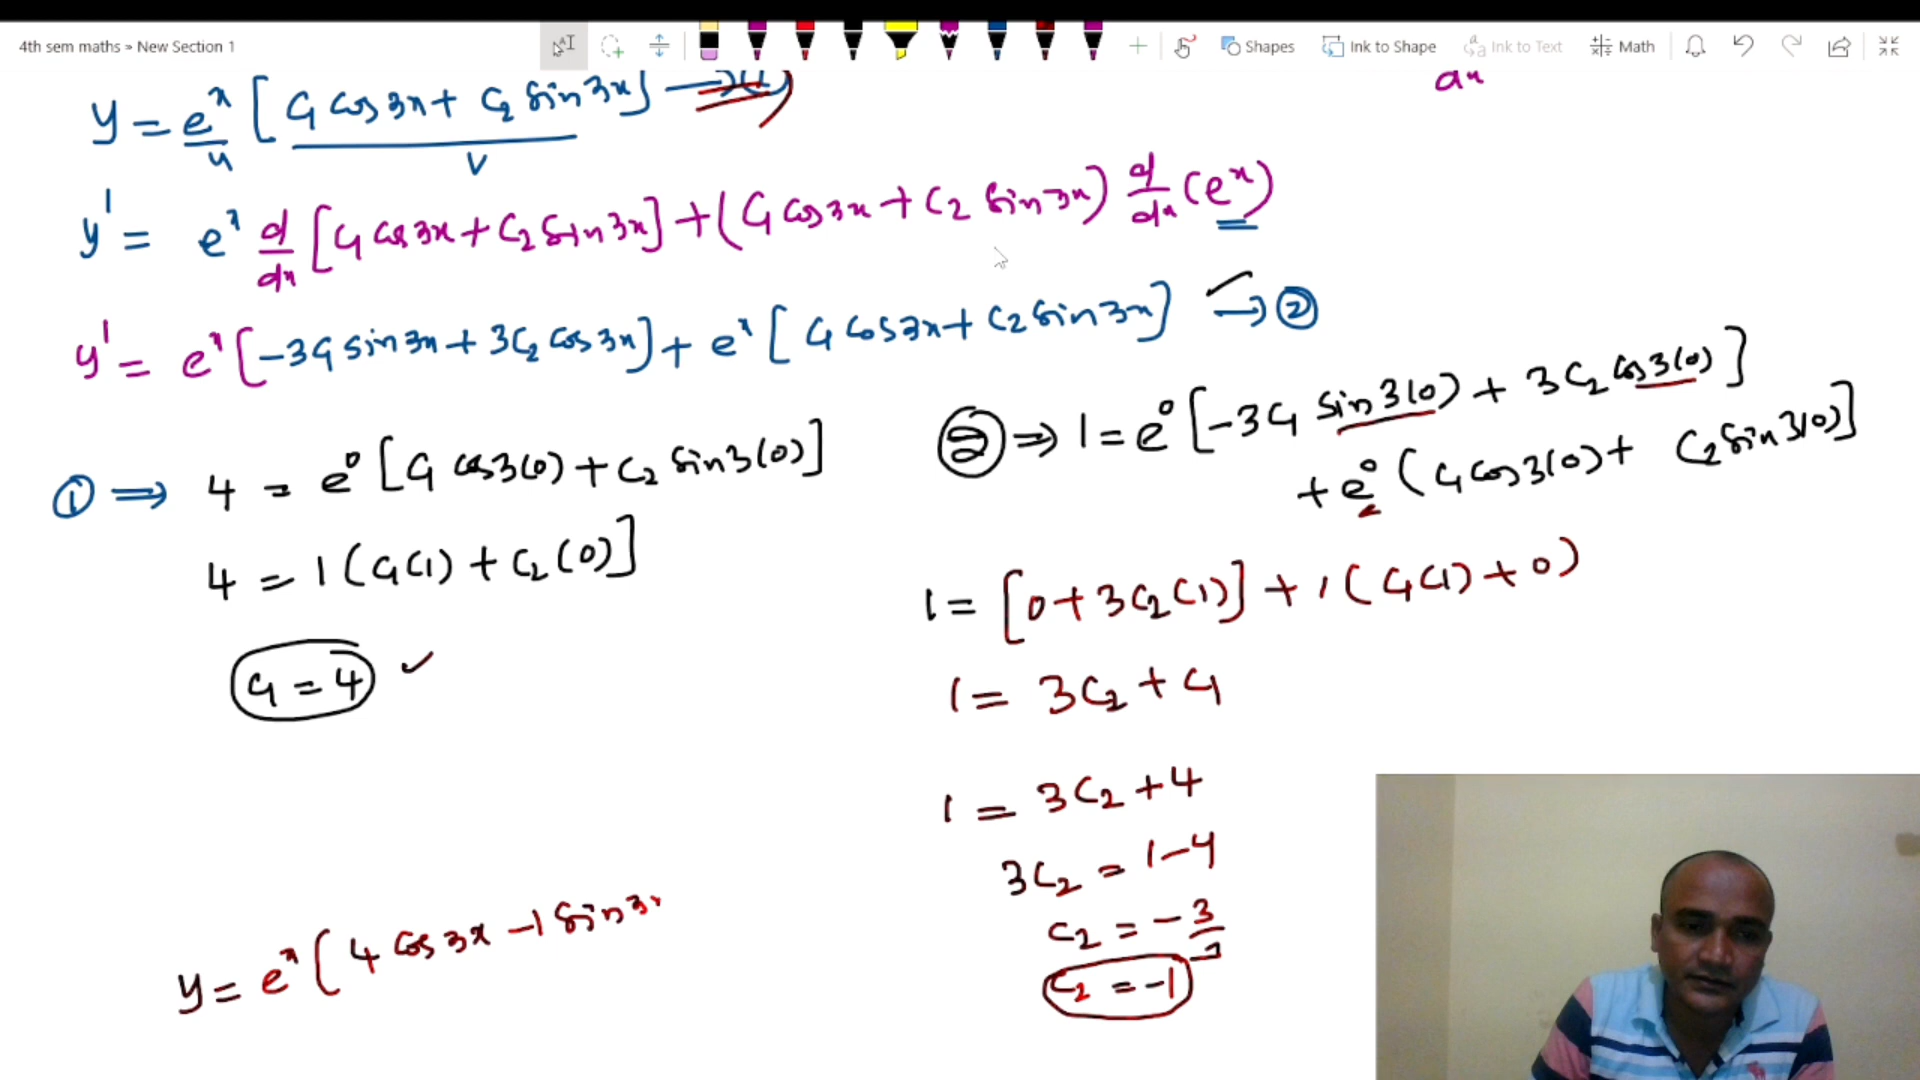 4th sem maths » New Section 1
Shapes Ink to Shape Ink to Text Math
y = e^x [C1 cos 3x + C2 sin 3x] → (1)
u v
y' = e^x d/dx [C1 cos 3x + C2 sin 3x] + (C1 cos 3x + C2 sin 3x) d/dx (e^x)
y' = e^x [-3C1 sin 3x + 3C2 cos 3x] + e^x [C1 cos 3x + C2 sin 3x] → ②
① ⇒ 4 = e^0 [C1 cos 3(0) + C2 sin 3(0)]
4 = 1 (C1(1) + C2(0)]
C1 = 4 ✓
y = e^x ( 4 cos 3x -1 sin 3x
② ⇒ 1 = e^0 [-3C1 sin 3(0) + 3C2 cos 3(0)]
+ e^0 (C1 cos 3(0) + C2 sin 3(0)]
1 = [0 + 3C2(1)] + 1 (C1(1) + 0)
1 = 3C2 + C1
1 = 3C2 + 4
3C2 = 1-4
C2 = -3/3
C2 = -1